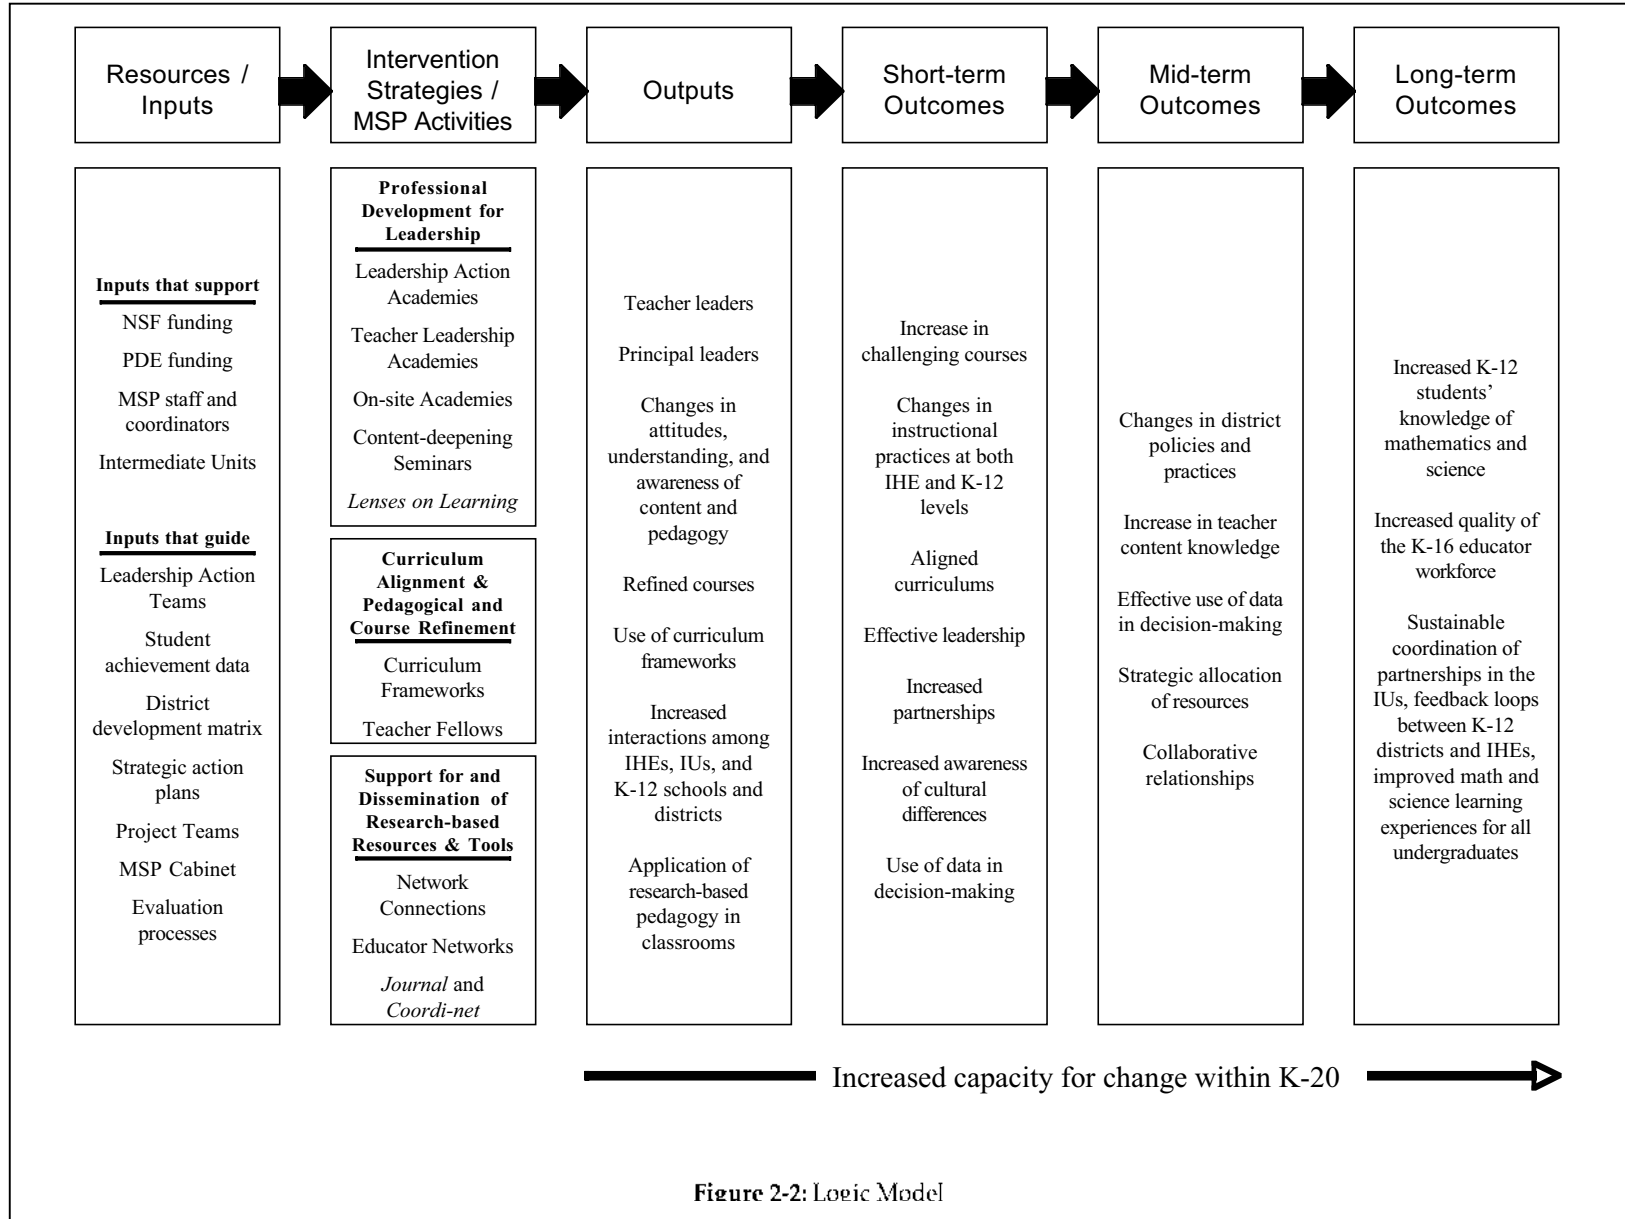 Resources /
Inputs
Intervention
Strategies /
MSP Activities
Outputs
Short-term
Outcomes
Mid-term
Outcomes
Long-term
Outcomes
Inputs that support
NSF funding
PDE funding
MSP staff and
coordinators
Intermediate Units
Inputs that guide
Leadership Action
Teams
Student
achievement data
District
development matrix
Strategic action
plans
Project Teams
MSP Cabinet
Evaluation
processes
Professional
Development for
Leadership
Leadership Action
Academies
Teacher Leadership
Academies
On-site Academies
Content-deepening
Seminars
Lenses on Learning
Curriculum
Alignment &
Pedagogical and
Course Refinement
Curriculum
Frameworks
Teacher Fellows
Support for and
Dissemination of
Research-based
Resources & Tools
Network
Connections
Educator Networks
Journal and
Coordi-net
Teacher leaders
Principal leaders
Changes in
attitudes,
understanding, and
awareness of
content and
pedagogy
Refined courses
Use of curriculum
frameworks
Increased
interactions among
IHEs, IUs, and
K-12 schools and
districts
Application of
research-based
pedagogy in
classrooms
Increase in
challenging courses
Changes in
instructional
practices at both
IHE and K-12
levels
Aligned
curriculums
Effective leadership
Increased
partnerships
Increased awareness
of cultural
differences
Use of data in
decision-making
Changes in district
policies and
practices
Increase in teacher
content knowledge
Effective use of data
in decision-making
Strategic allocation
of resources
Collaborative
relationships
Increased K-12
students’
knowledge of
mathematics and
science
Increased quality of
the K-16 educator
workforce
Sustainable
coordination of
partnerships in the
IUs, feedback loops
between K-12
districts and IHEs,
improved math and
science learning
experiences for all
undergraduates
Increased capacity for change within K-20
Figure 2-2: Logic Model